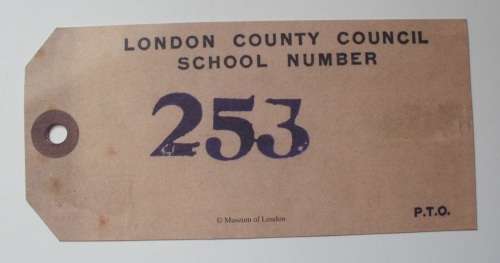 LONDON COUNTY COUNCIL
SCHOOL NUMBER
253
© Museum of London
P.T.O.